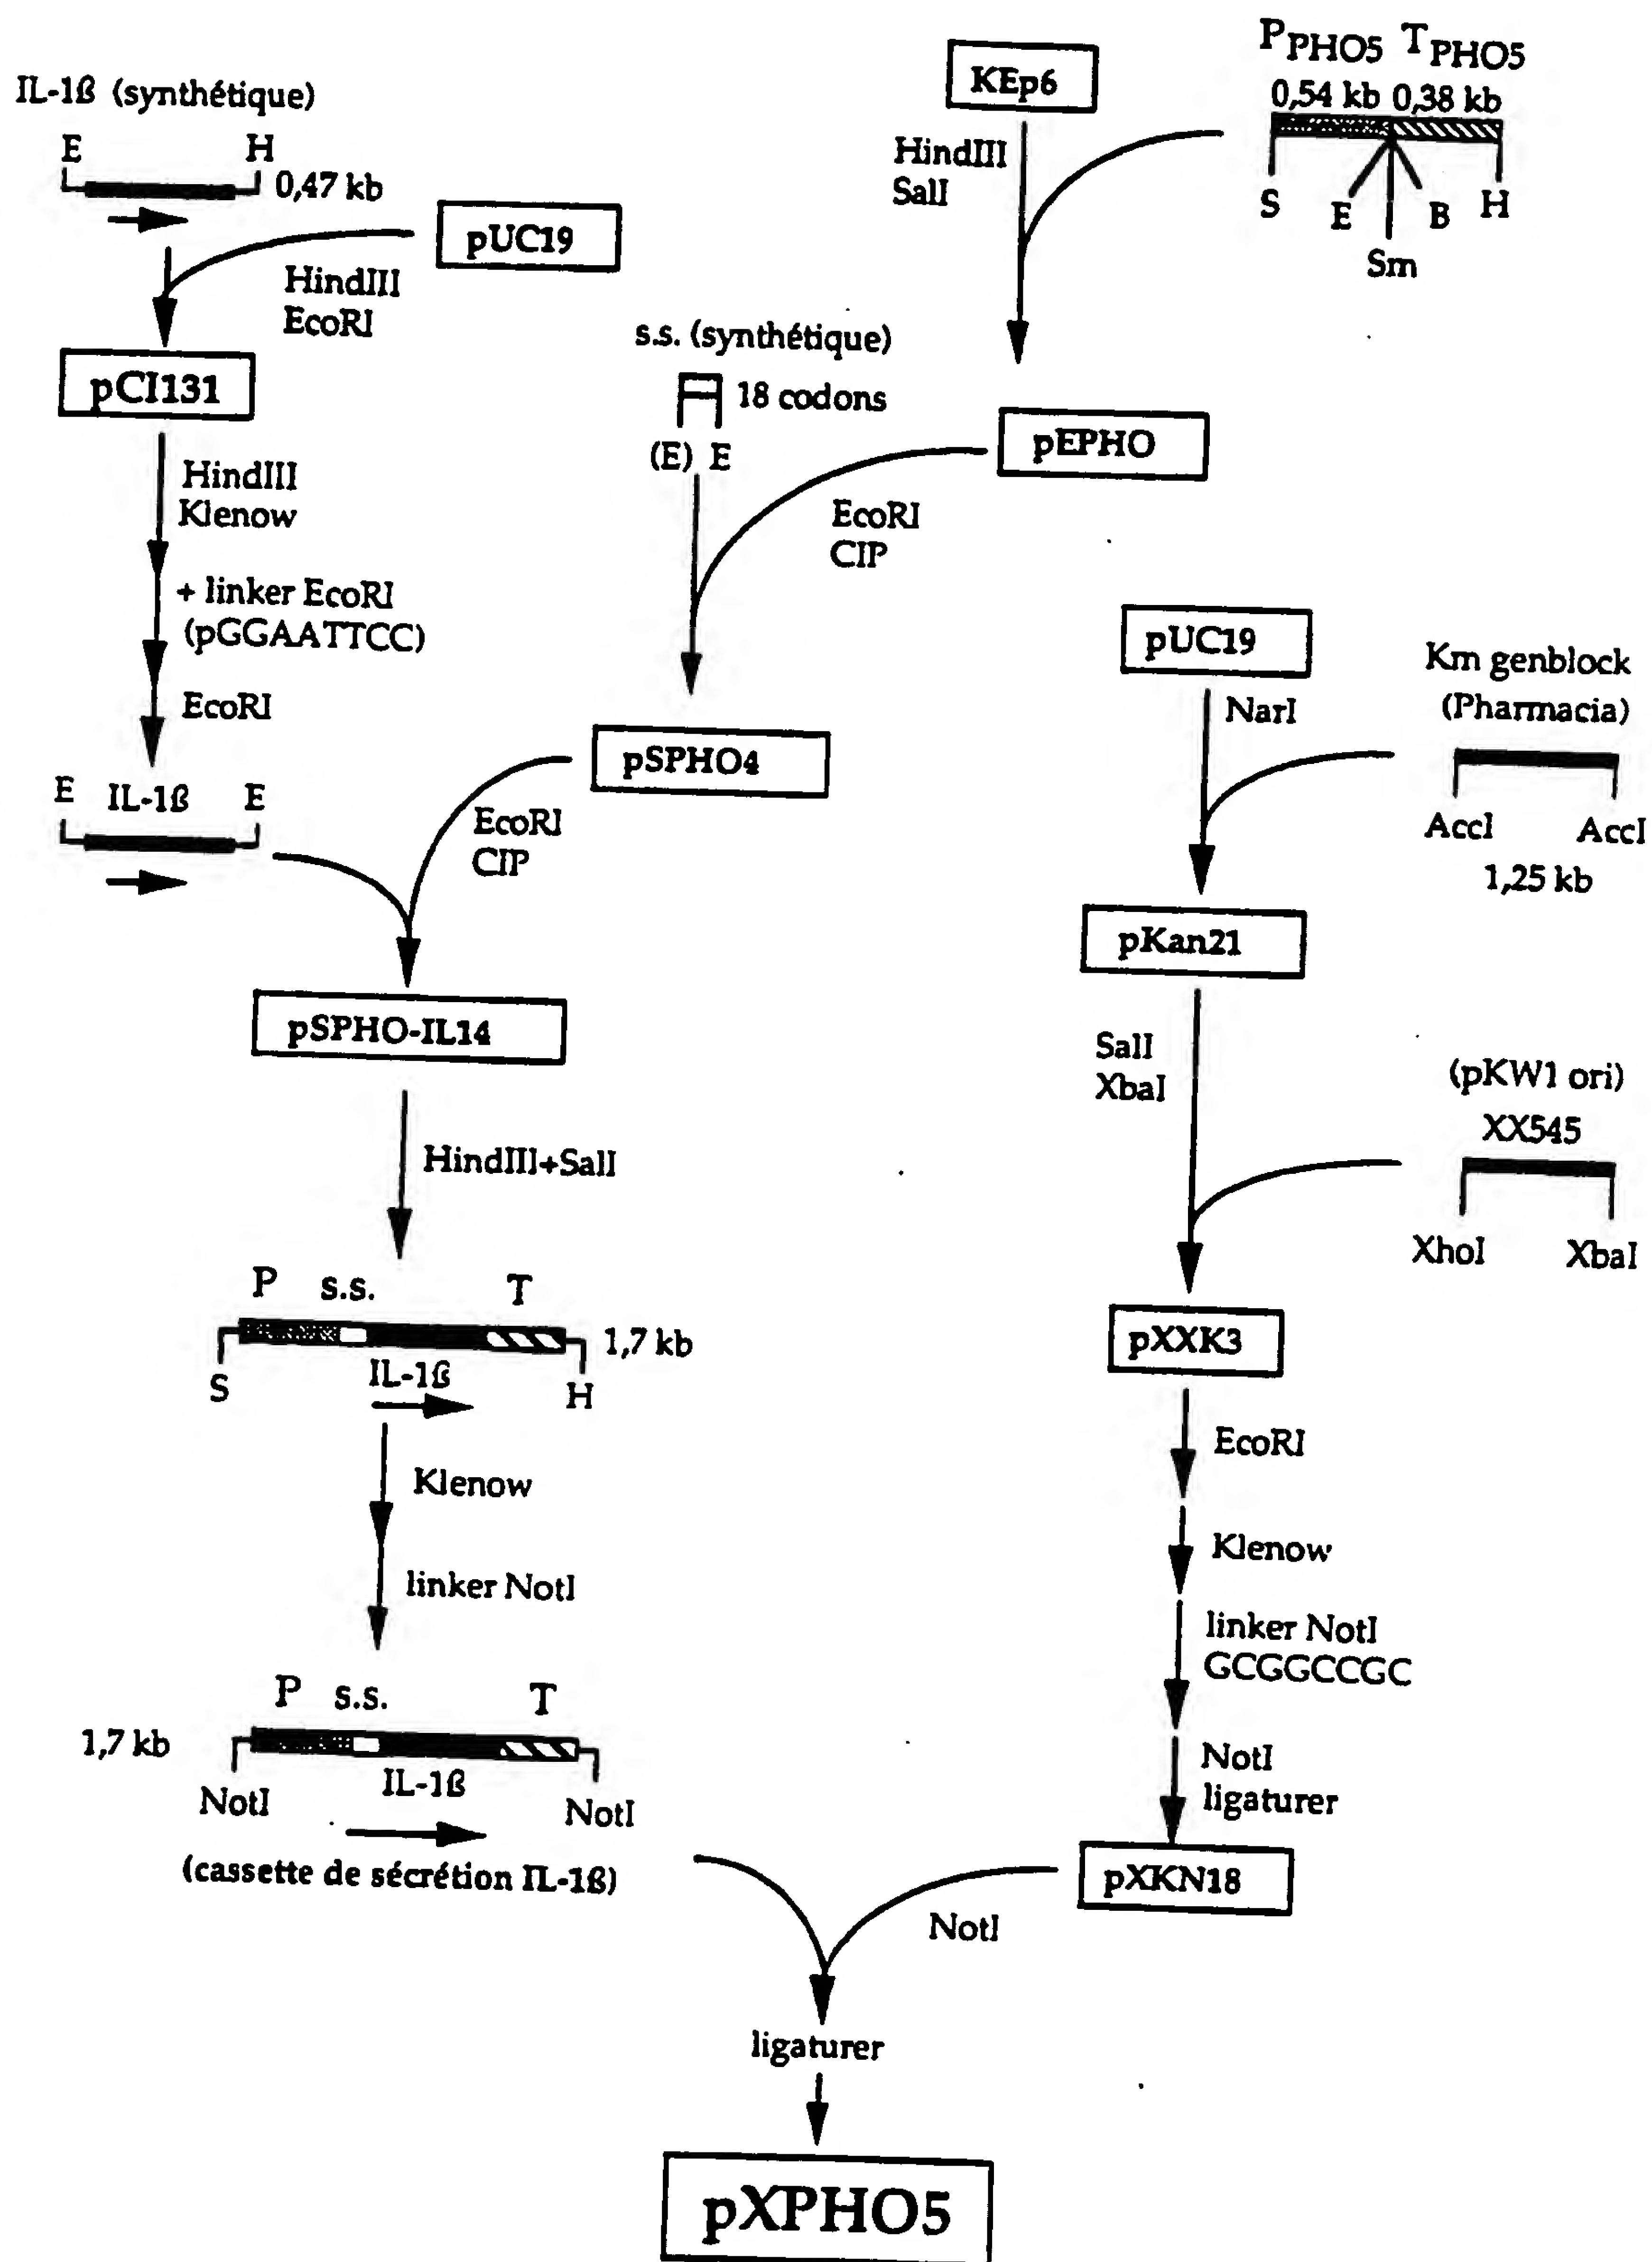 IL-1ß (synthétique)
E H
0,47 kb
pUC19
HindIII
EcoRI
pCI131
HindIII
Klenow
+ linker EcoRI
(pGGAATTCC)
EcoRI
E IL-1ß E
KEp6
HindIII
SalI
PPHO5 TPHO5
0,54 kb 0,38 kb
S E B H
Sm
s.s. (synthétique)
18 codons
(E) E
pEPHO
EcoRI
CIP
pSPHO4
EcoRI
CIP
pSPHO-IL14
HindIII+SalI
P s.s. T
1,7 kb
S IL-1ß H
Klenow
linker NotI
P s.s. T
1,7 kb
NotI IL-1ß NotI
(cassette de sécrétion IL-1ß)
pUC19
NarI
Km genblock
(Pharmacia)
AccI AccI
1,25 kb
pKan21
SalI
XbaI
(pKW1 ori)
XX545
XhoI XbaI
pXXK3
EcoRI
Klenow
linker NotI
GCGGCCGC
NotI
ligaturer
pXKN18
NotI
ligaturer
pXPHO5